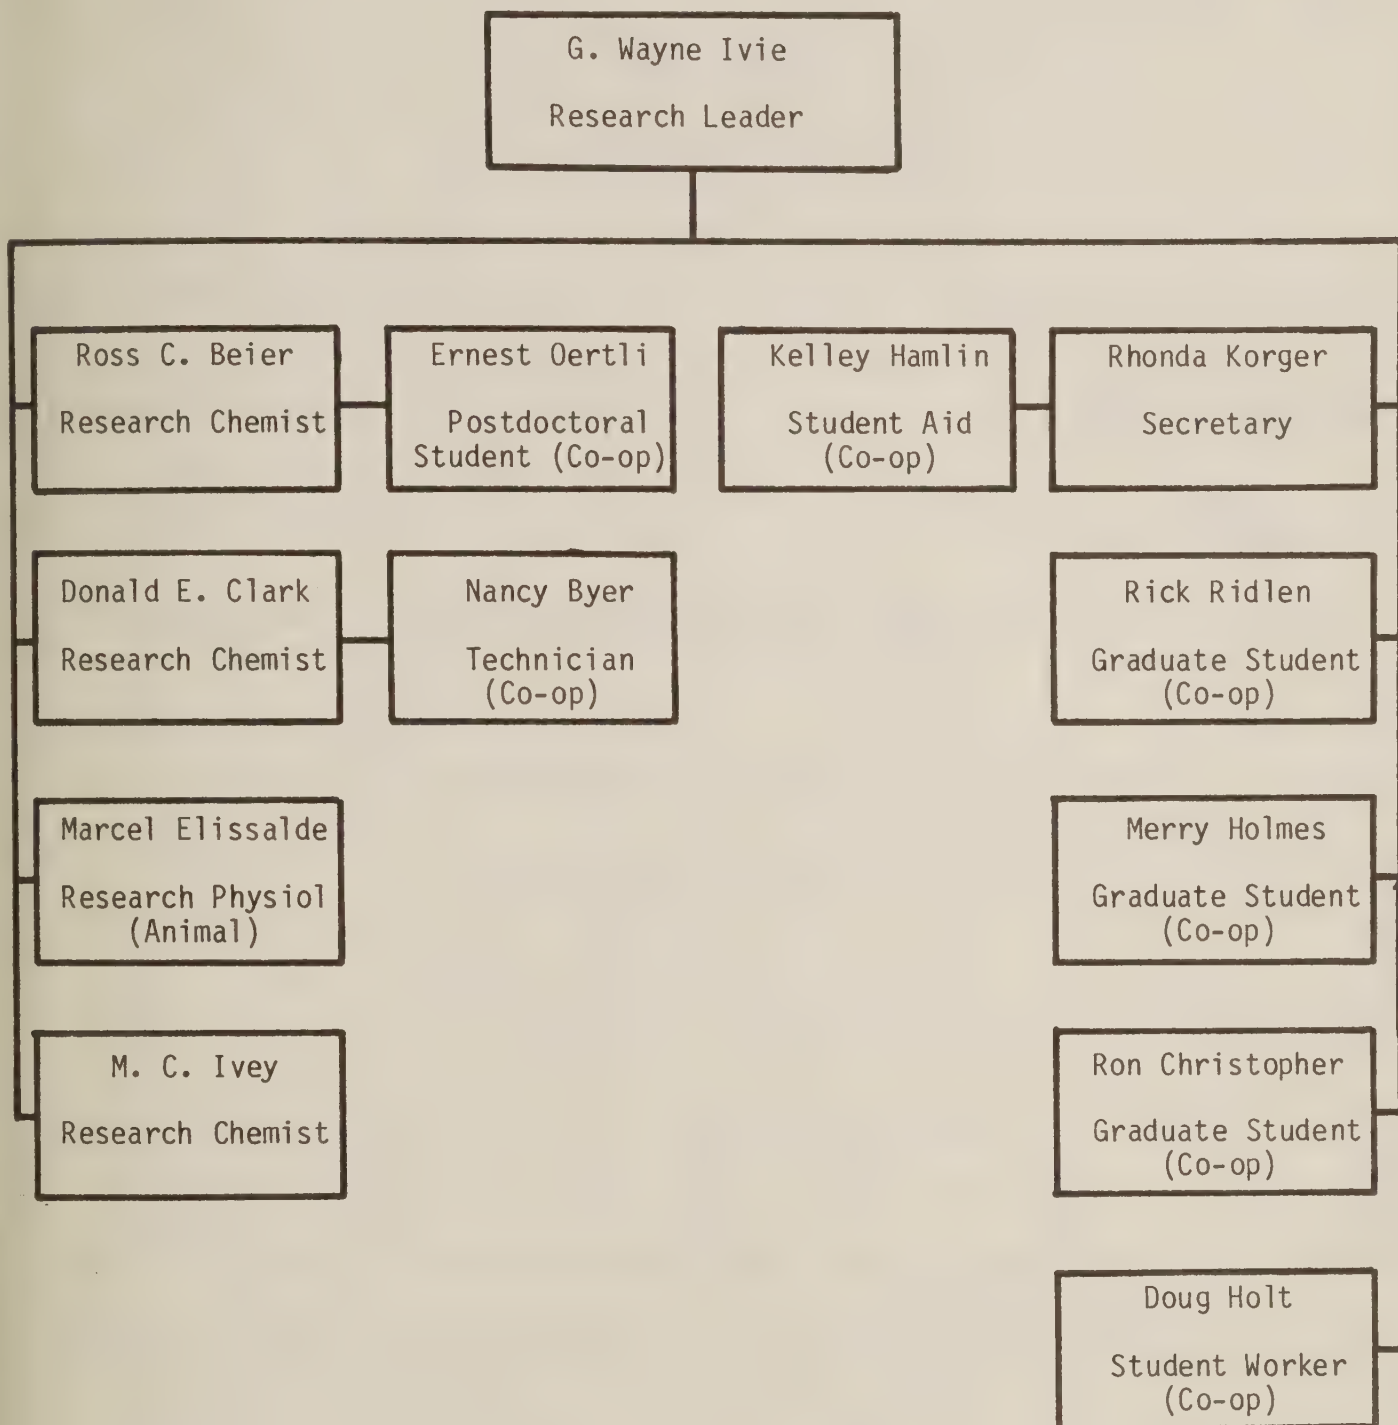 G. Wayne Ivie
Research Leader
Ross C. Beier
Research Chemist
Ernest Oertli
Postdoctoral
Student (Co-op)
Kelley Hamlin
Student Aid
(Co-op)
Rhonda Korger
Secretary
Donald E. Clark
Research Chemist
Nancy Byer
Technician
(Co-op)
Rick Ridlen
Graduate Student
(Co-op)
Marcel Elissalde
Research Physiol
(Animal)
Merry Holmes
Graduate Student
(Co-op)
M. C. Ivey
Research Chemist
Ron Christopher
Graduate Student
(Co-op)
Doug Holt
Student Worker
(Co-op)